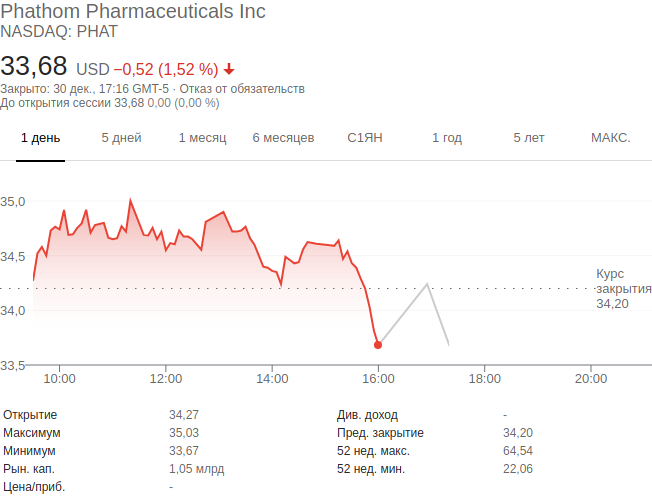 Phathom Pharmaceuticals Inc
NASDAQ: PHAT
33,68 USD −0,52 (1,52 %)
Закрыто: 30 дек., 17:16 GMT-5 · Отказ от обязательств
До открытия сессии 33,68 0,00 (0,00 %)
1 день 5 дней 1 месяц 6 месяцев С1ЯН 1 год 5 лет МАКС.
35,0
34,5
Курс
закрытия
34,20
34,0
33,5
10:00 12:00 14:00 16:00 18:00 20:00
Открытие 34,27 Див. доход -
Максимум 35,03 Пред. закрытие 34,20
Минимум 33,67 52 нед. макс. 64,54
Рын. кап. 1,05 млрд 52 нед. мин. 22,06
Цена/приб. -